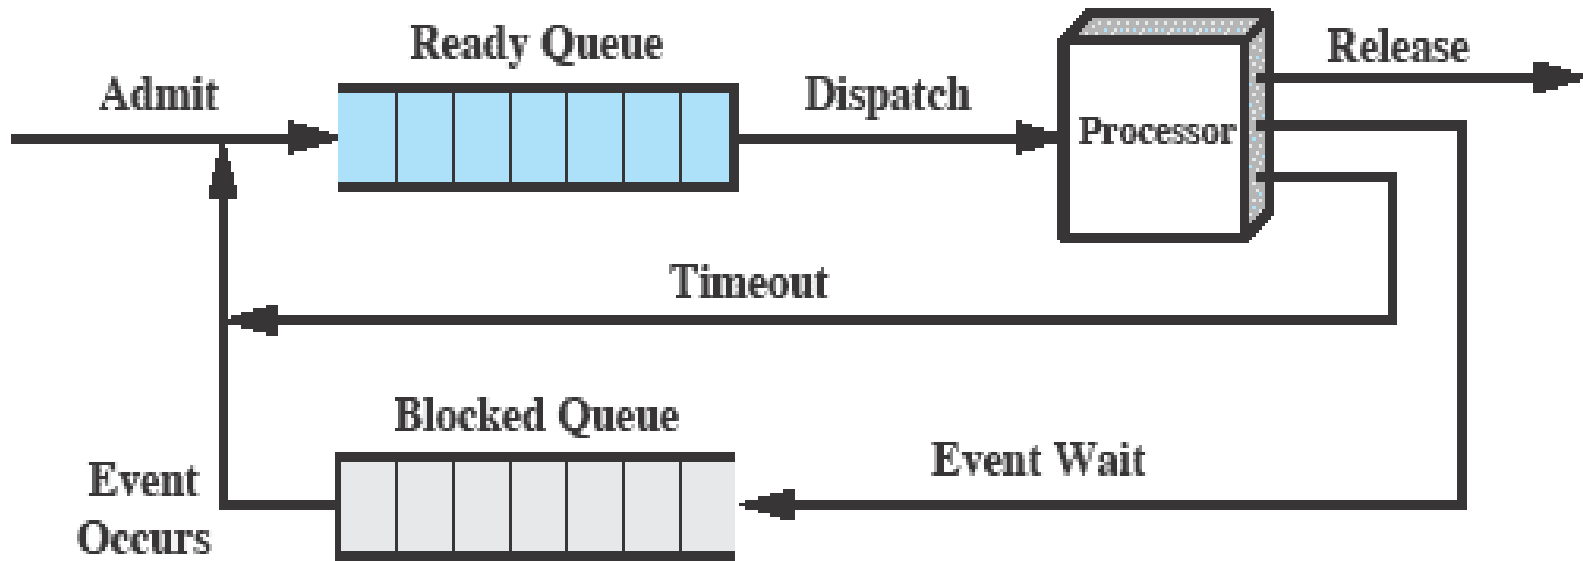 Ready Queue
Release
Admit
Dispatch
Processor
Timeout
Blocked Queue
Event Wait
Event
Occurs